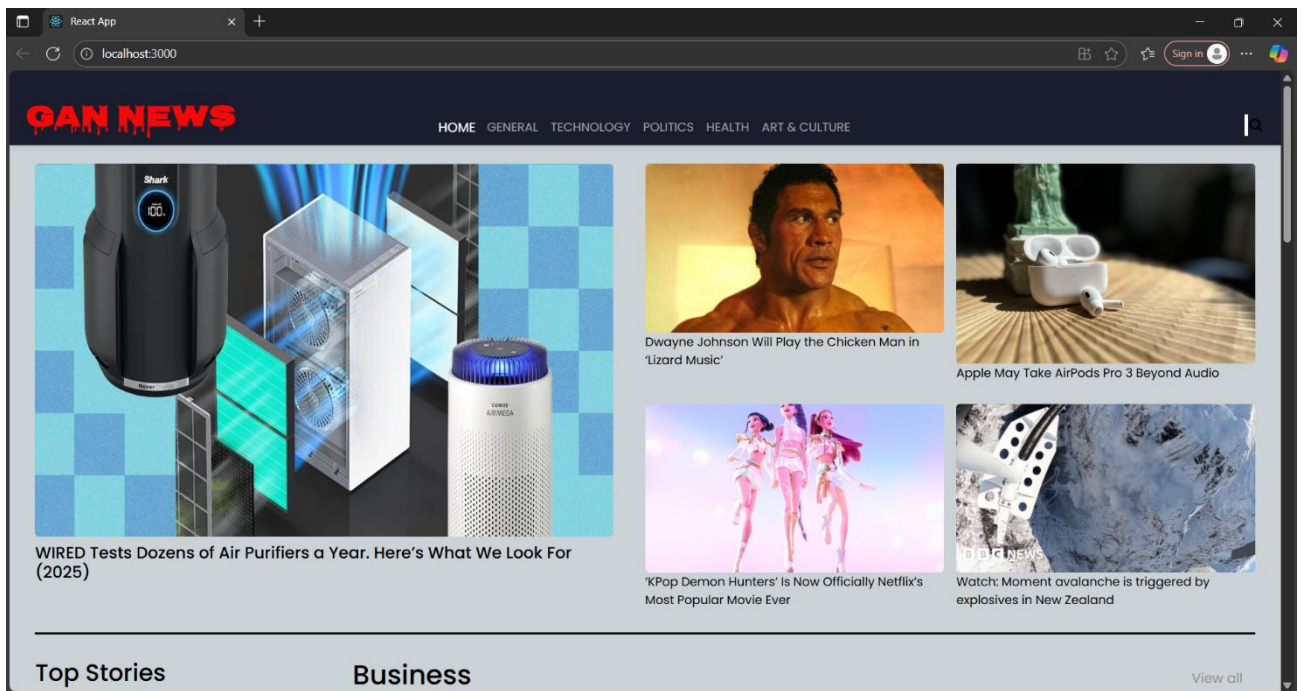 React App
localhost:3000
Sign in
GAN NEWS
HOME GENERAL TECHNOLOGY POLITICS HEALTH ART & CULTURE
Shark
100
coway
AIRMEGA
WIRED Tests Dozens of Air Purifiers a Year. Here's What We Look For
(2025)
Dwayne Johnson Will Play the Chicken Man in
'Lizard Music'
Apple May Take AirPods Pro 3 Beyond Audio
'KPop Demon Hunters' Is Now Officially Netflix's
Most Popular Movie Ever
BBC NEWS
Watch: Moment avalanche is triggered by
explosives in New Zealand
Top Stories
Business
View all